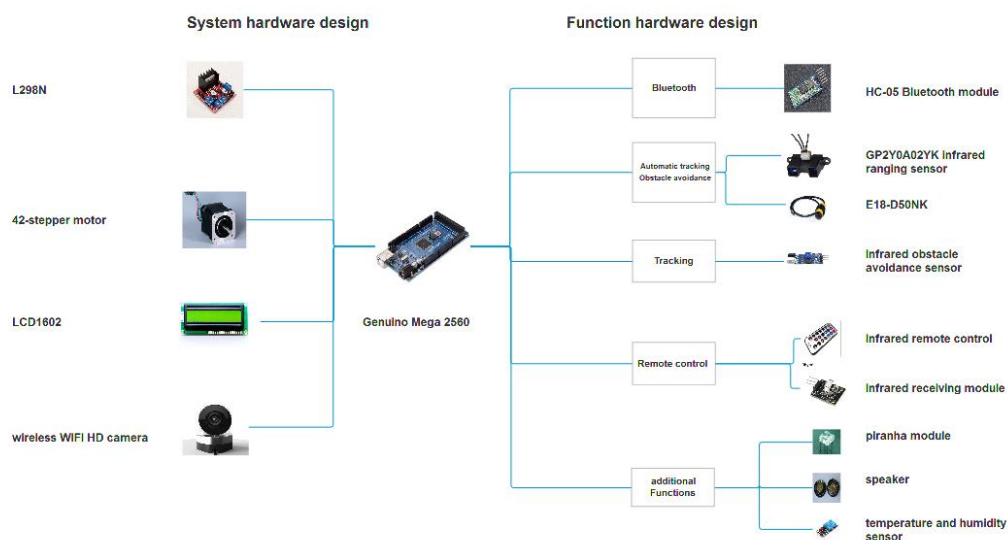 System hardware design
Function hardware design
L298N
42-stepper motor
LCD1602
wireless WIFI HD camera
Genuino Mega 2560
Bluetooth
HC-05 Bluetooth module
Automatic tracking
Obstacle avoidance
GP2Y0A02YK infrared
ranging sensor
E18-D50NK
Tracking
Infrared obstacle
avoidance sensor
Remote control
Infrared remote control
Infrared receiving module
additional
Functions
piranha module
speaker
temperature and humidity
sensor